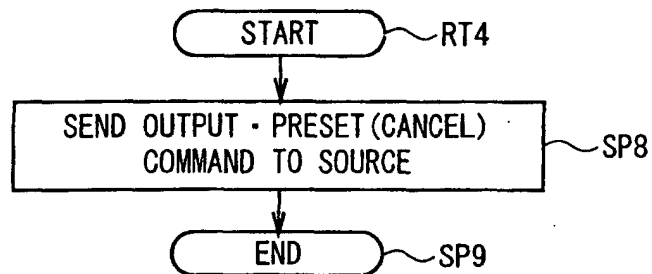 START RT4
SEND OUTPUT · PRESET(CANCEL)
COMMAND TO SOURCE SP8
END SP9